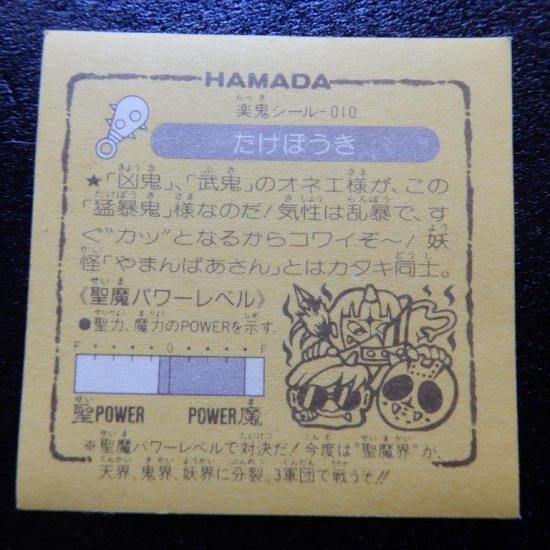 HAMADA
楽鬼シール-010
たけぼうき
★「凶鬼」、「武鬼」のオネエ様が、この
「猛暴鬼」様なのだ!気性は乱暴で、す
ぐ“カッ”となるからコワイぞ〜!妖
怪「やまんばあさん」とはカタキ同士。
《聖魔パワーレベル》
●聖力、魔力のPOWERを示す。
F 0 F
聖POWER POWER魔
※聖魔パワーレベルで対決だ!今度は“聖魔界”が、
天界、鬼界、妖界に分裂、3軍団で戦うぞ!!